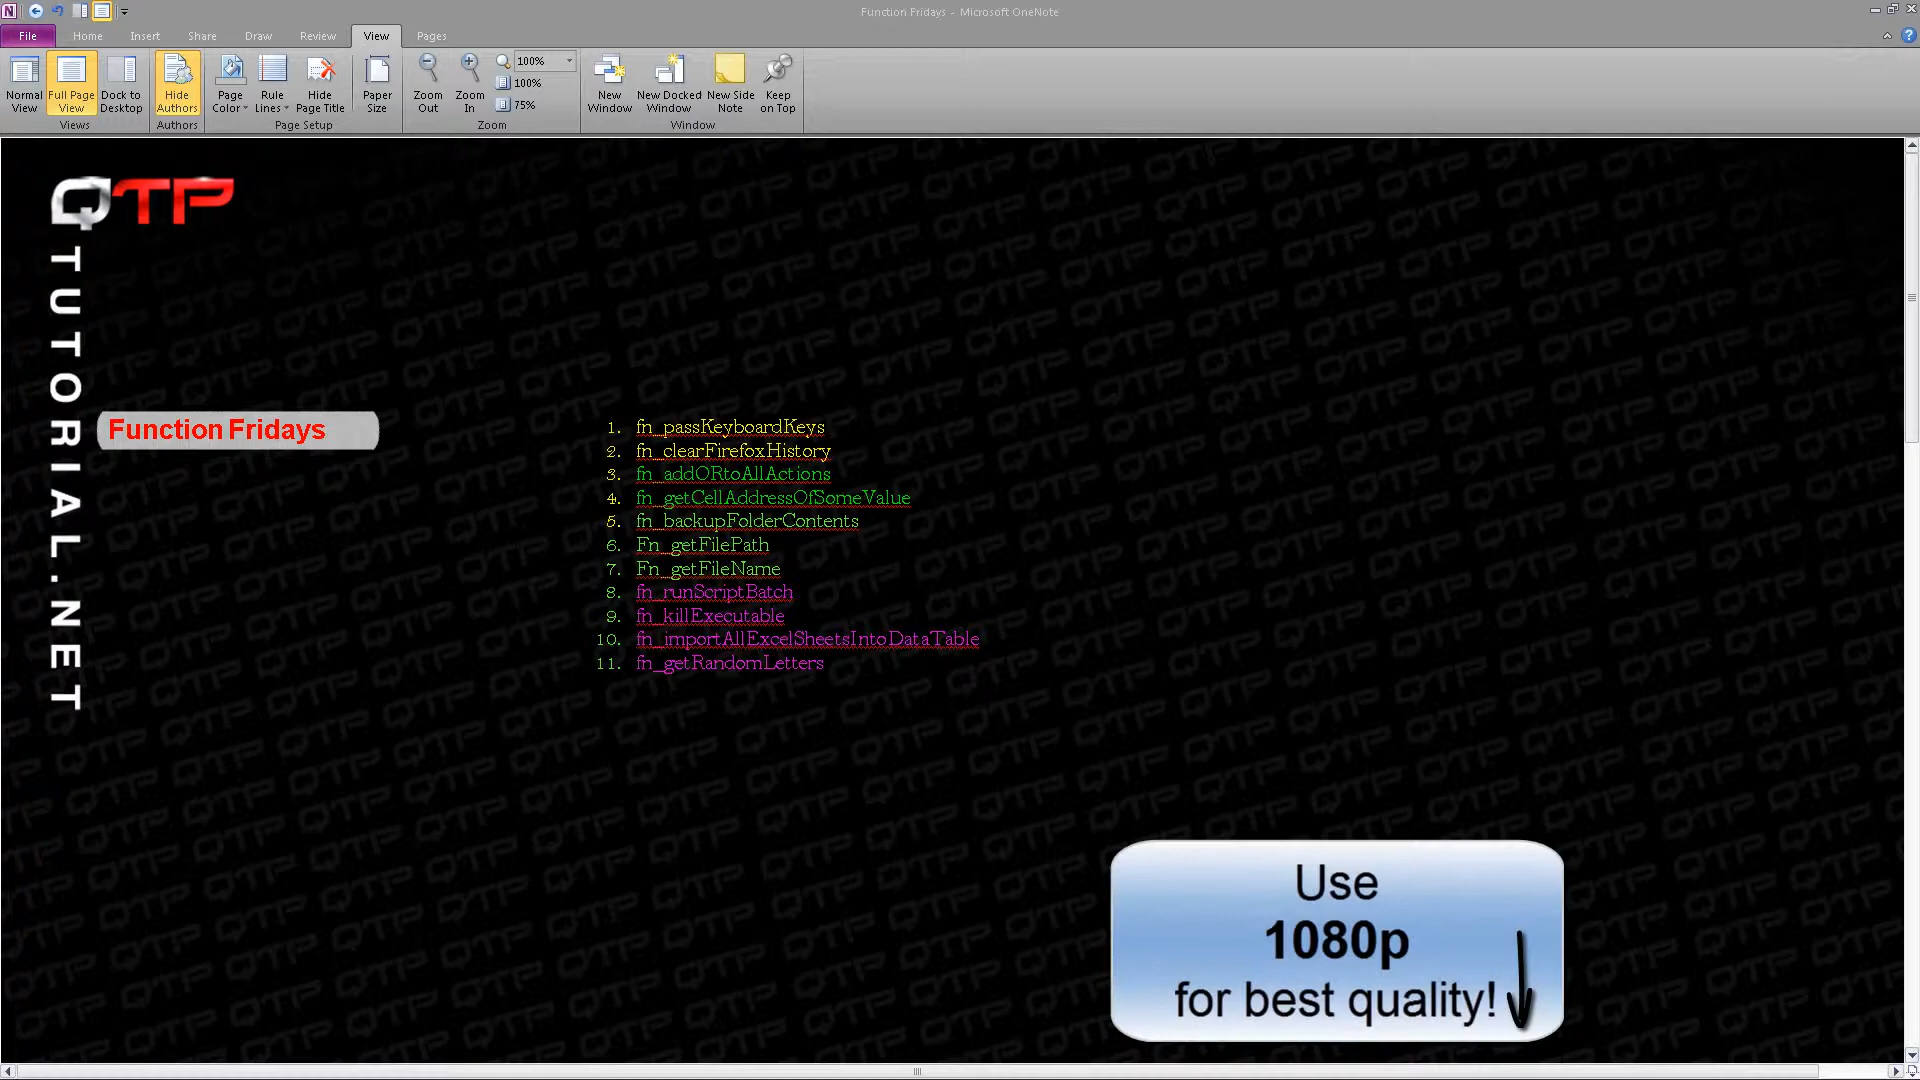 Function Fridays - Microsoft OneNote
File Home Insert Share Draw Review View Pages
Normal View
Full Page View
Dock to Desktop
Hide Authors
Page Color
Rule Lines
Hide Page Title
Paper Size
Zoom Out
Zoom In
100%
100%
75%
New Window
New Docked Window
New Side Note
Keep on Top
Views Authors Page Setup Zoom Window
QTP
TUTORIAL.NET
Function Fridays
1. fn_passKeyboardKeys
2. fn_clearFirefoxHistory
3. fn_addORtoAllActions
4. fn_getCellAddressOfSomeValue
5. fn_backupFolderContents
6. Fn_getFilePath
7. Fn_getFileName
8. fn_runScriptBatch
9. fn_killExecutable
10. fn_importAllExcelSheetsIntoDataTable
11. fn_getRandomLetters
Use
1080p
for best quality!